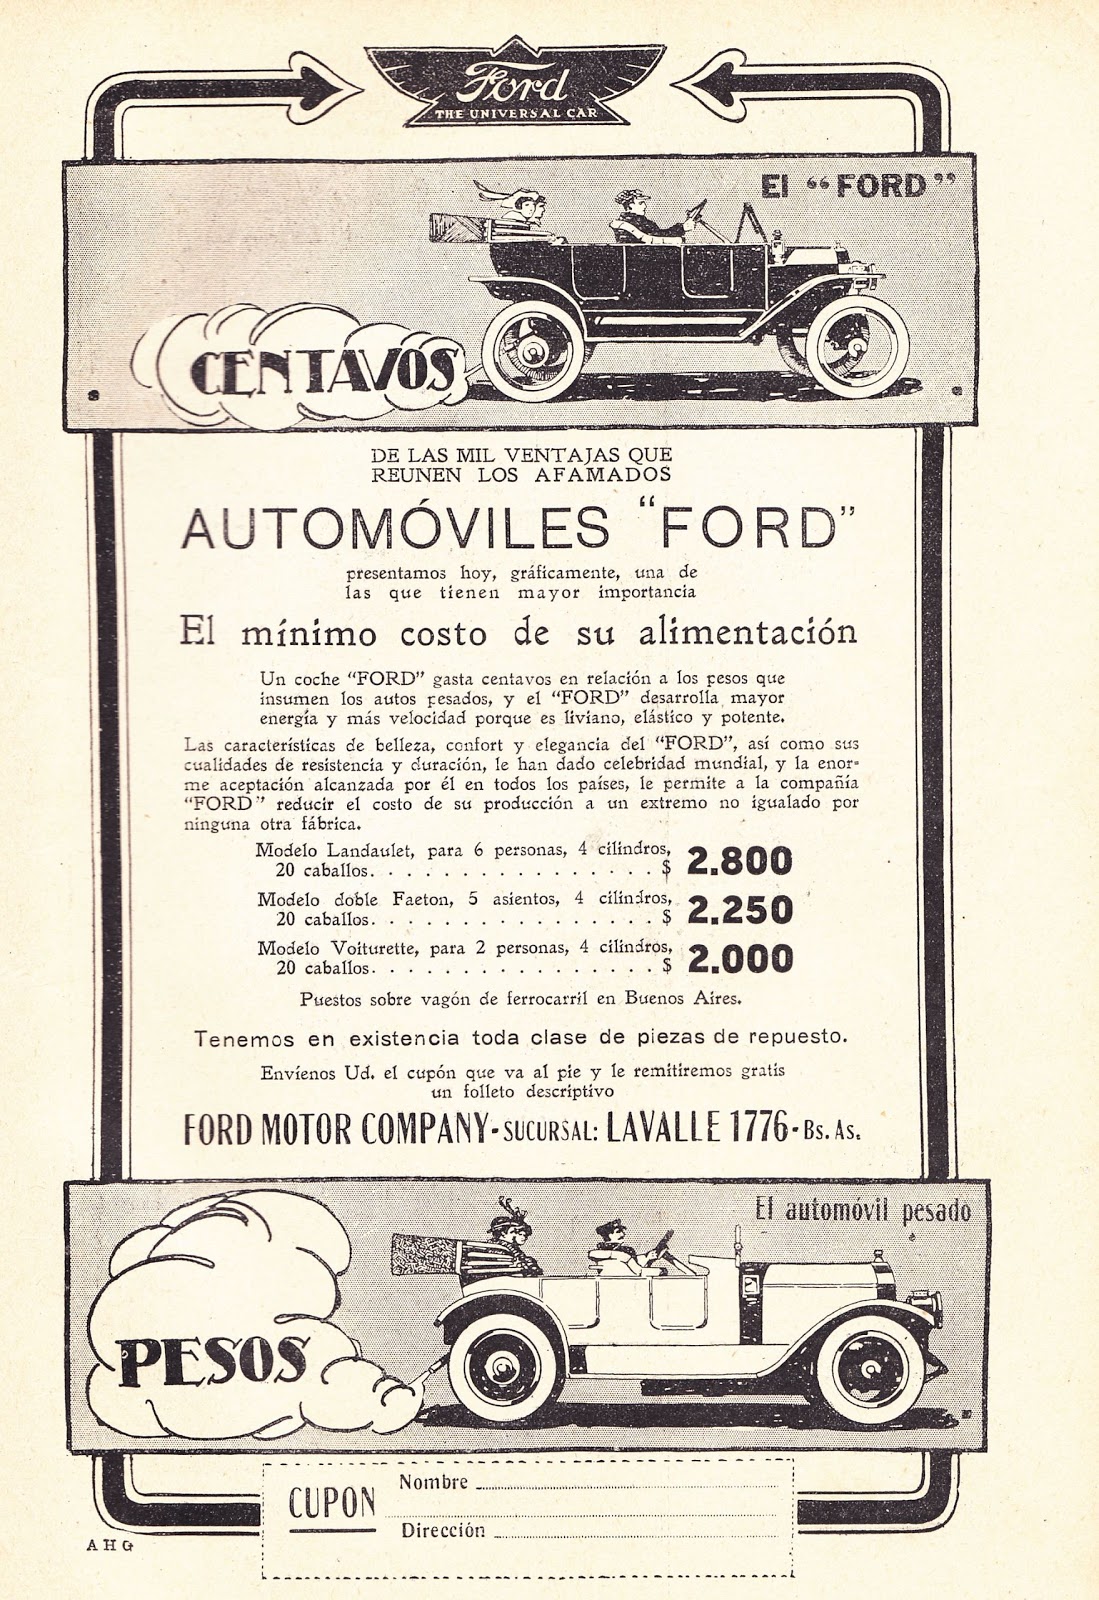 Ford
THE UNIVERSAL CAR
El "FORD"
CENTAVOS
DE LAS MIL VENTAJAS QUE
REUNEN LOS AFAMADOS
AUTOMÓVILES "FORD"
presentamos hoy, gráficamente, una de
las que tienen mayor importancia
El mínimo costo de su alimentación
Un coche "FORD" gasta centavos en relación a los pesos que
insumen los autos pesados, y el "FORD" desarrolla mayor
energía y más velocidad porque es liviano, elástico y potente.
Las características de belleza, confort y elegancia del "FORD", así como sus
cualidades de resistencia y duración, le han dado celebridad mundial, y la enor-
me aceptación alcanzada por él en todos los países, le permite a la compañía
"FORD" reducir el costo de su producción a un extremo no igualado por
ninguna otra fábrica.
Modelo Landaulet, para 6 personas, 4 cilindros,
20 caballos. . . . . . . . . . . . . . . . $ 2.800
Modelo doble Faeton, 5 asientos, 4 cilindros,
20 caballos. . . . . . . . . . . . . . . . $ 2.250
Modelo Voiturette, para 2 personas, 4 cilindros,
20 caballos. . . . . . . . . . . . . . . . $ 2.000
Puestos sobre vagón de ferrocarril en Buenos Aires.
Tenemos en existencia toda clase de piezas de repuesto.
Envíenos Ud. el cupón que va al pie y le remitiremos gratis
un folleto descriptivo
FORD MOTOR COMPANY-SUCURSAL: LAVALLE 1776-Bs. As.
El automóvil pesado
PESOS
CUPON
Nombre
Dirección
A H G